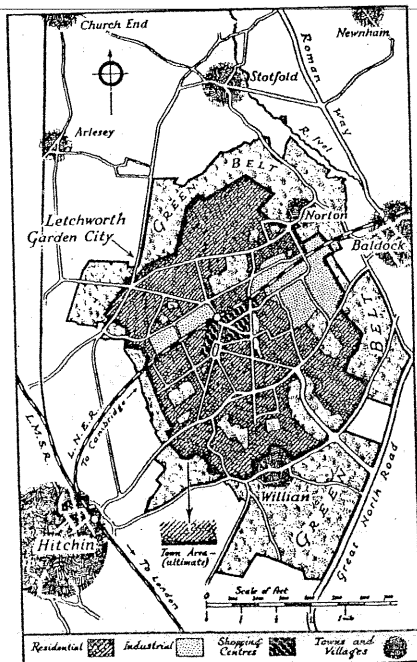 Church End
Newnham
Stotfold
ROMAN WAY
Arlesey
R. Ivel
GREEN BELT
Letchworth
Garden City
Norton
Baldock
BELT
L.M.S.R.
L.N.E.R.
To Cambridge
Willian
GREEN
Great North Road
Hitchin
Town Area
(ultimate)
To London
Scale of Feet
Residential
Industrial
Shopping
Centres
Towns and
Villages